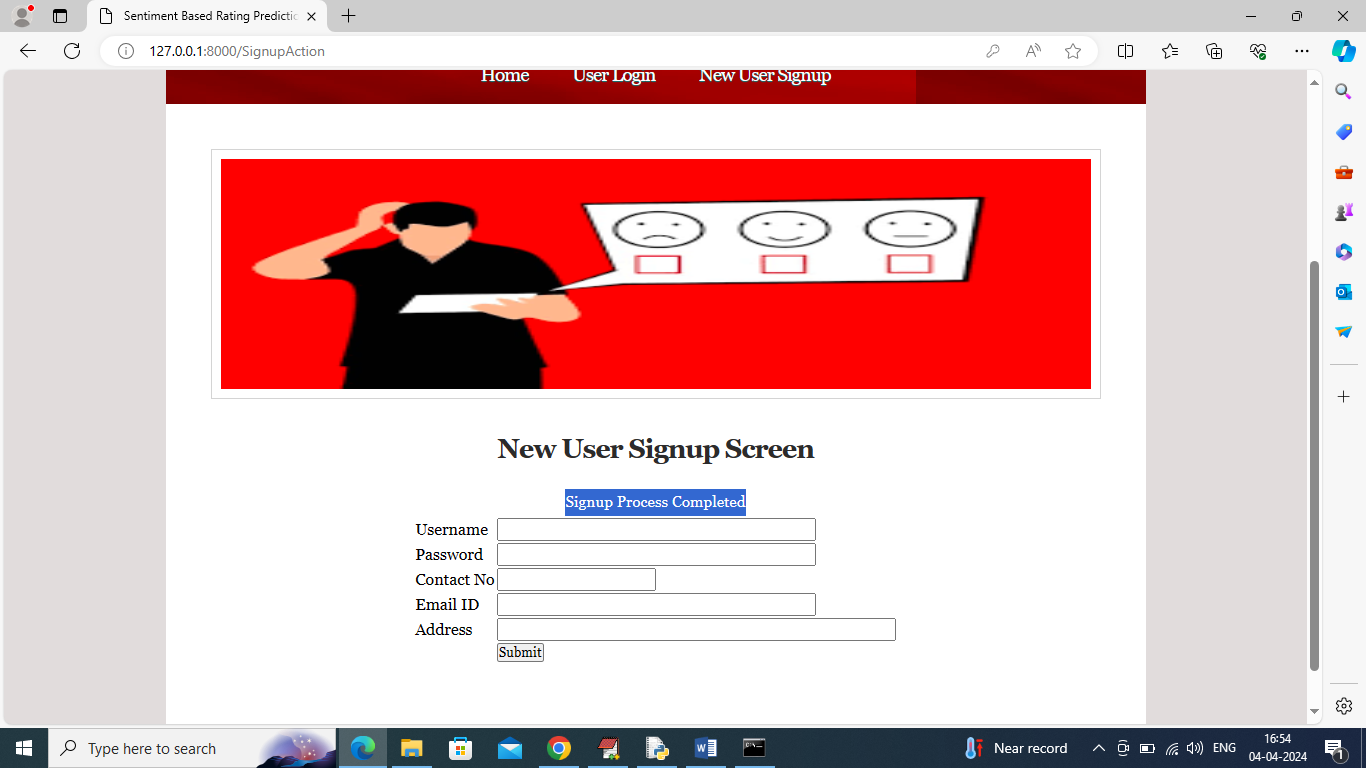 Sentiment Based Rating Predictio
127.0.0.1:8000/SignupAction
Home User Login New User Signup
New User Signup Screen
Signup Process Completed
Username
Password
Contact No
Email ID
Address
Submit
Type here to search
Near record
ENG
16:54
04-04-2024
1